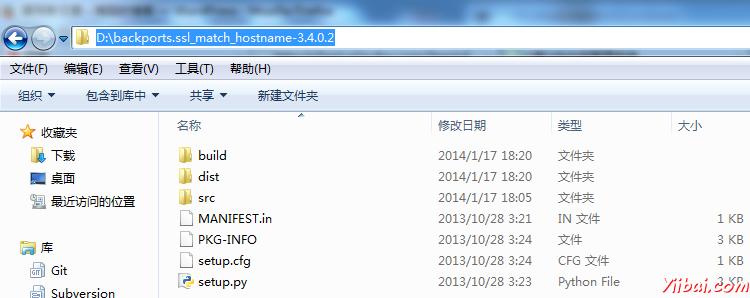 D:\backports.ssl_match_hostname-3.4.0.2
文件(F) 编辑(E) 查看(V) 工具(T) 帮助(H)
组织 包含到库中 共享 新建文件夹
收藏夹
下载
桌面
最近访问的位置
库
Git
Subversion
名称 修改日期 类型 大小
build 2014/1/17 18:20 文件夹
dist 2014/1/17 18:20 文件夹
src 2014/1/17 18:05 文件夹
MANIFEST.in 2013/10/28 3:21 IN 文件 1 KB
PKG-INFO 2013/10/28 3:24 文件 3 KB
setup.cfg 2013/10/28 3:24 CFG 文件 1 KB
setup.py 2013/10/28 3:23 Python File 3 KB
Yiibai.com